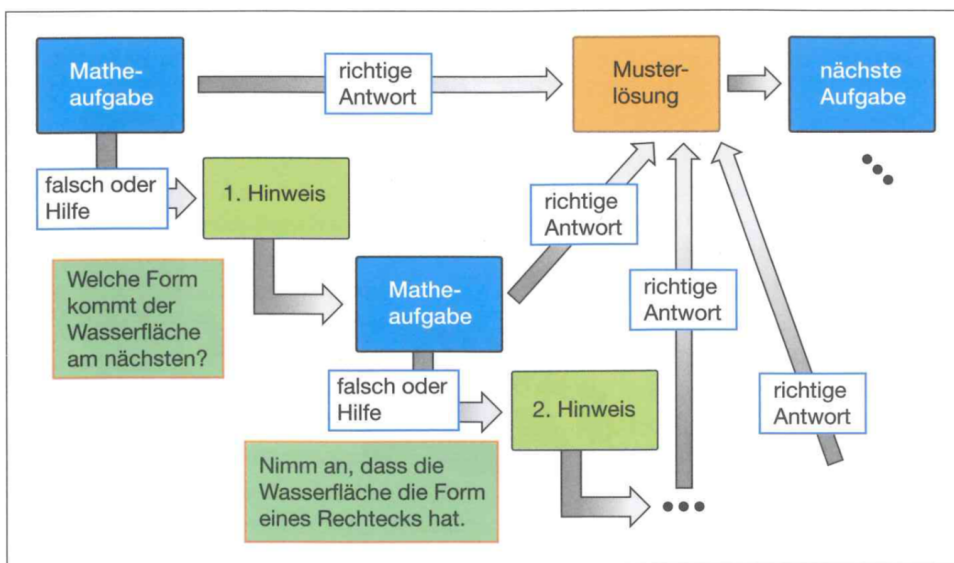 Mathe-
aufgabe
richtige
Antwort
Muster-
lösung
nächste
Aufgabe
falsch oder
Hilfe
1. Hinweis
richtige
Antwort
Welche Form
kommt der
Wasserfläche
am nächsten?
Mathe-
aufgabe
richtige
Antwort
falsch oder
Hilfe
2. Hinweis
richtige
Antwort
Nimm an, dass die
Wasserfläche die Form
eines Rechtecks hat.